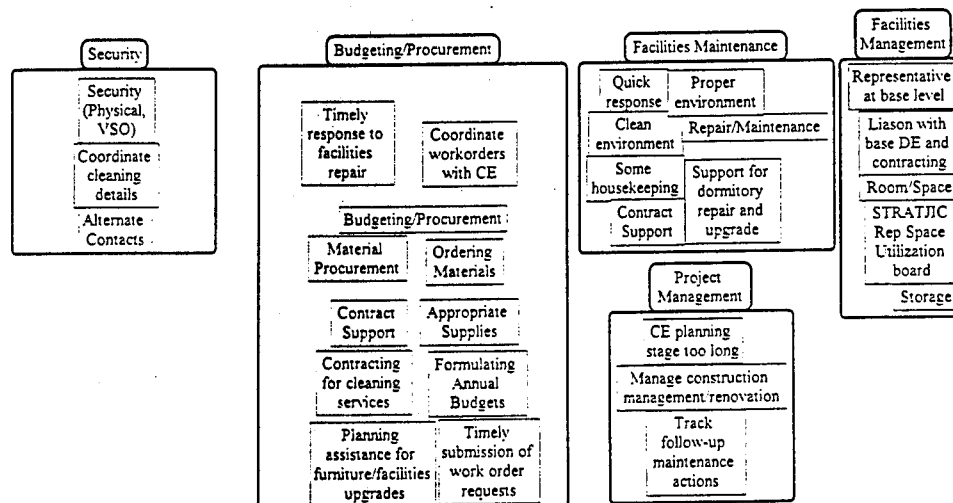 Security
Security
(Physical,
VSO)
Coordinate
cleaning
details
Alternate
Contacts
Budgeting/Procurement
Timely
response to
facilities
repair
Coordinate
workorders
with CE
Budgeting/Procurement
Material
Procurement
Ordering
Materials
Contract
Support
Appropriate
Supplies
Contracting
for cleaning
services
Formulating
Annual
Budgets
Planning
assistance for
furniture/facilities
upgrades
Timely
submission of
work order
requests
Facilities Maintenance
Quick
response
Proper
environment
Clean
environment
Repair/Maintenance
Some
housekeeping
Support for
dormitory
repair and
upgrade
Contract
Support
Project
Management
CE planning
stage too long
Manage construction
management/renovation
Track
follow-up
maintenance
actions
Facilities
Management
Representative
at base level
Liason with
base DE and
contracting
Room/Space
STRATJIC
Rep Space
Utilization
board
Storage